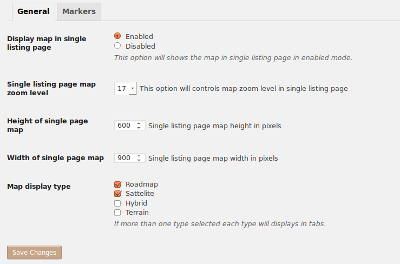 General Markers
Display map in single listing page
Enabled
Disabled
This option will shows the map in single listing page in enabled mode.
Single listing page map zoom level
17 This option will controls map zoom level in single listing page
Height of single page map
600 Single listing page map height in pixels
Width of single page map
900 Single listing page map width in pixels
Map display type
Roadmap
Sattelite
Hybrid
Terrain
If more than one type selected each type will displays in tabs.
Save Changes